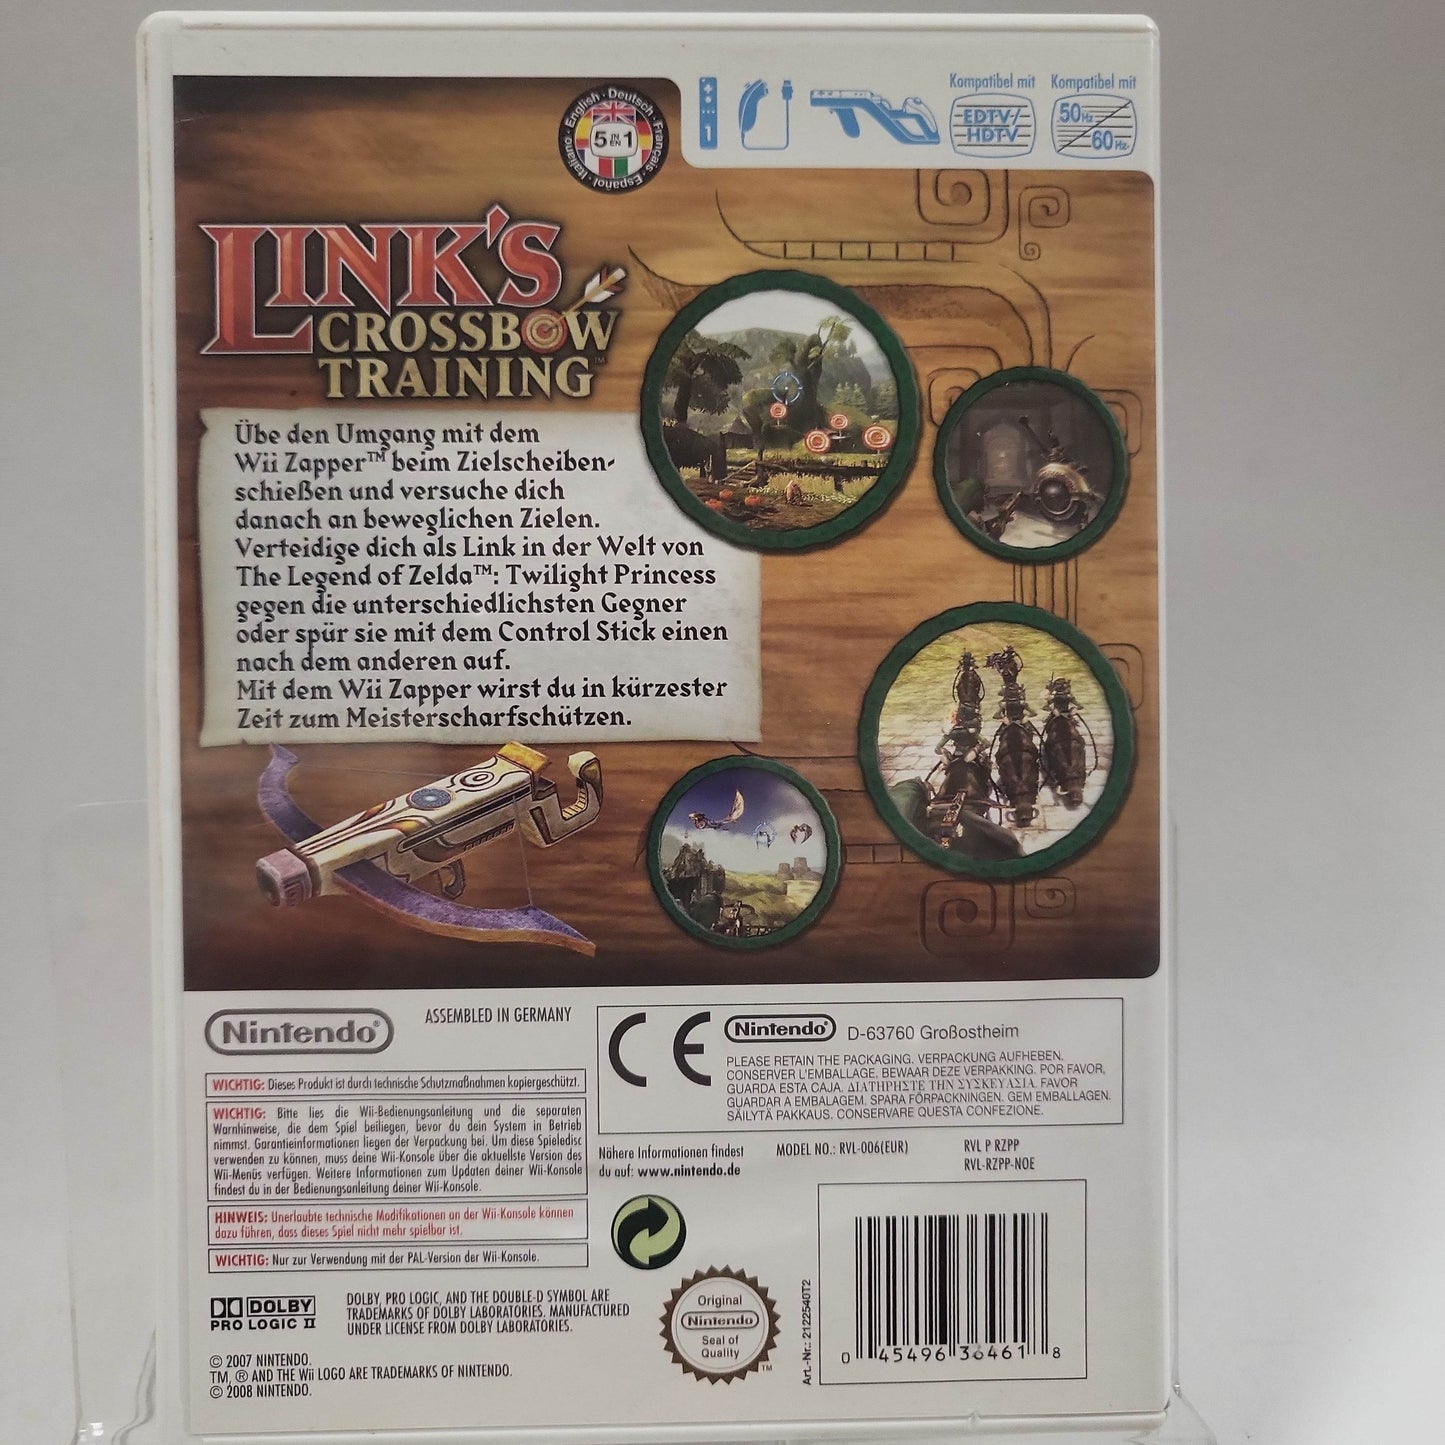 English · Deutsch · Français · Español · Italiano
5 IN EN 1
1
Kompatibel mit
EDTV/
HDTV
Kompatibel mit
50Hz
60Hz
LINK'S
CROSSBOW
TRAINING™
Übe den Umgang mit dem
Wii Zapper™ beim Zielscheiben-
schießen und versuche dich
danach an beweglichen Zielen.
Verteidige dich als Link in der Welt von
The Legend of Zelda™: Twilight Princess
gegen die unterschiedlichsten Gegner
oder spür sie mit dem Control Stick einen
nach dem anderen auf.
Mit dem Wii Zapper wirst du in kürzester
Zeit zum Meisterscharfschützen.
Nintendo®
ASSEMBLED IN GERMANY
WICHTIG: Dieses Produkt ist durch technische Schutzmaßnahmen kopiergeschützt.
WICHTIG: Bitte lies die Wii-Bedienungsanleitung und die separaten
Warnhinweise, die dem Spiel beiliegen, bevor du dein System in Betrieb
nimmst. Garantieinformationen liegen der Verpackung bei. Um diese Spieledisc
verwenden zu können, muss deine Wii-Konsole über die aktuellste Version des
Wii-Menüs verfügen. Weitere Informationen zum Updaten deiner Wii-Konsole
findest du in der Bedienungsanleitung deiner Wii-Konsole.
HINWEIS: Unerlaubte technische Modifikationen an der Wii-Konsole können
dazu führen, dass dieses Spiel nicht mehr spielbar ist.
WICHTIG: Nur zur Verwendung mit der PAL-Version der Wii-Konsole.
DOLBY
PRO LOGIC II
DOLBY, PRO LOGIC, AND THE DOUBLE-D SYMBOL ARE
TRADEMARKS OF DOLBY LABORATORIES. MANUFACTURED
UNDER LICENSE FROM DOLBY LABORATORIES.
© 2007 NINTENDO.
TM, ® AND THE Wii LOGO ARE TRADEMARKS OF NINTENDO.
© 2008 NINTENDO.
CE
Nintendo® D-63760 Großostheim
PLEASE RETAIN THE PACKAGING. VERPACKUNG AUFHEBEN.
CONSERVER L'EMBALLAGE. BEWAAR DEZE VERPAKKING. POR FAVOR,
GUARDA ESTA CAJA. ΔΙΑΤΗΡΗΣΤΕ ΤΗΝ ΣΥΣΚΕΥΑΣΙΑ. FAVOR
GUARDAR A EMBALAGEM. SPARA FÖRPACKNINGEN. GEM EMBALLAGEN.
SÄILYTÄ PAKKAUS. CONSERVARE QUESTA CONFEZIONE.
Nähere Informationen findest
du auf: www.nintendo.de
MODEL NO.: RVL-006(EUR)
RVL P RZPP
RVL-RZPP-NOE
Original
Nintendo
Seal of
Quality
TM
Art.-Nr.: 2122540T2
0 45496 36461 8